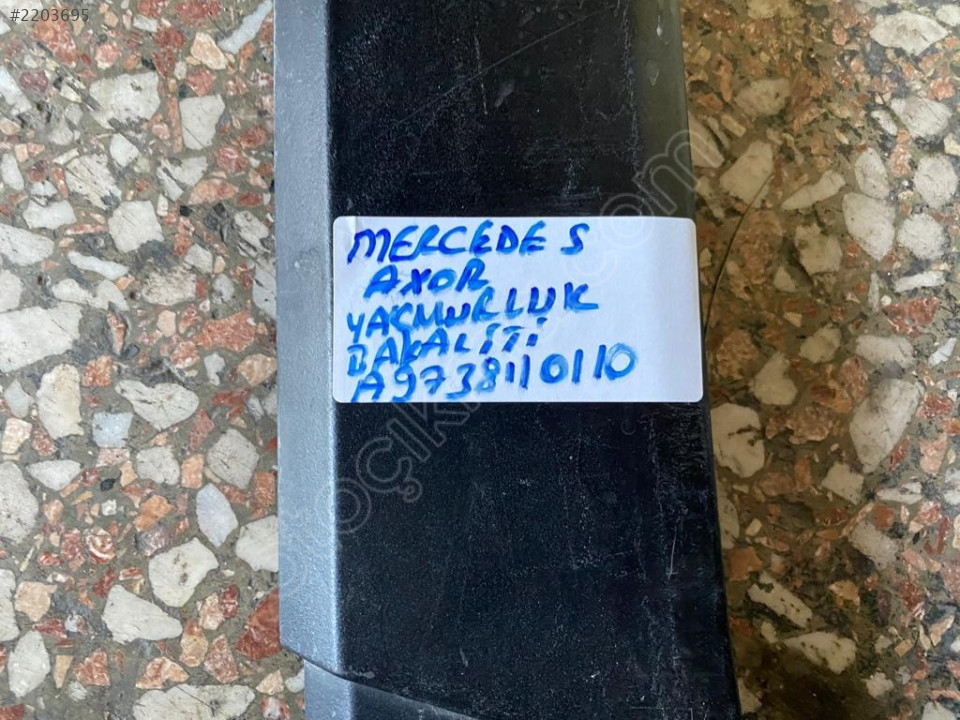 #2203695
MERCEDES
AXOR
YAĞMURLUK
BAKALİTİ
A9738110110